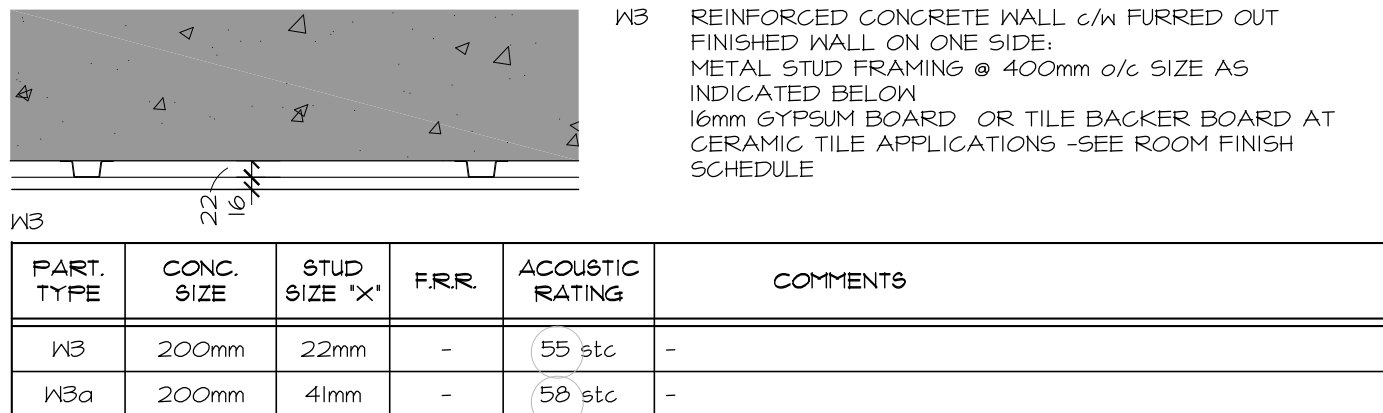 W3 REINFORCED CONCRETE WALL c/w FURRED OUT
FINISHED WALL ON ONE SIDE:
METAL STUD FRAMING @ 400mm o/c SIZE AS
INDICATED BELOW
16mm GYPSUM BOARD OR TILE BACKER BOARD AT
CERAMIC TILE APPLICATIONS -SEE ROOM FINISH
SCHEDULE
22
16
W3
PART. TYPE CONC. SIZE STUD SIZE "X" F.R.R. ACOUSTIC RATING COMMENTS
W3 200mm 22mm - 55 stc -
W3a 200mm 41mm - 58 stc -